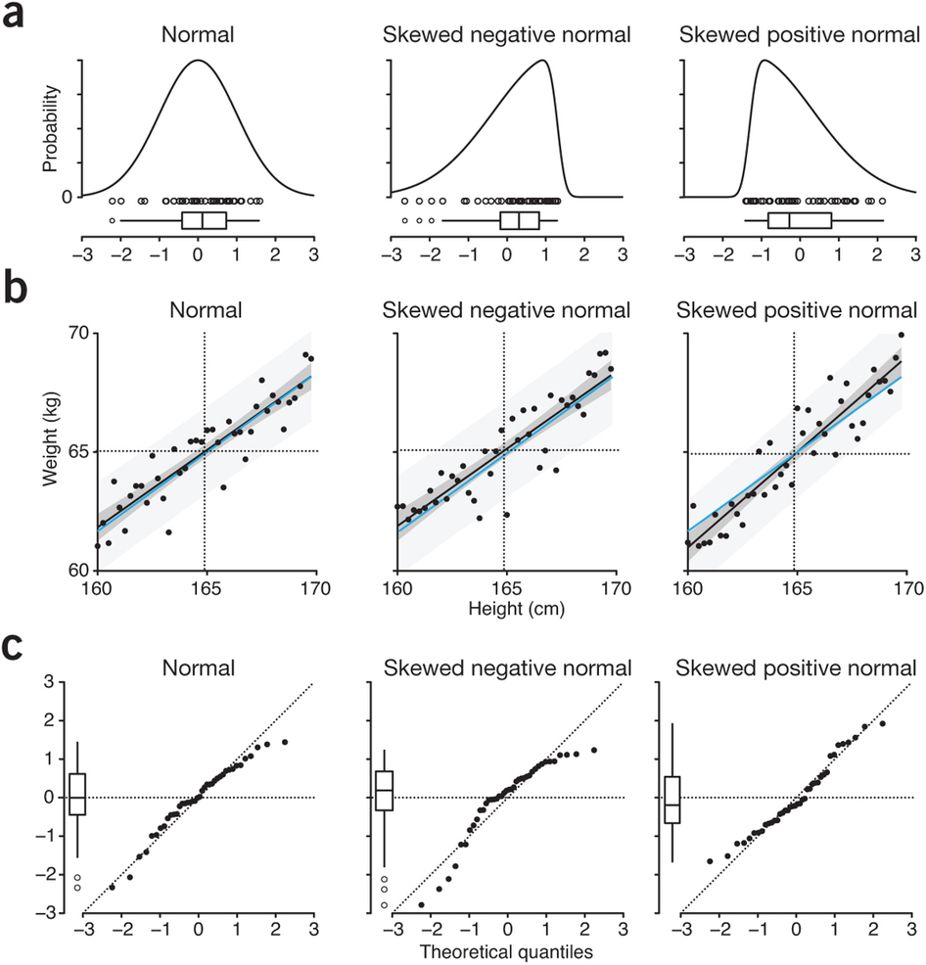 a
Normal Skewed negative normal Skewed positive normal
Probability
0
−3 −2 −1 0 1 2 3 −3 −2 −1 0 1 2 3 −3 −2 −1 0 1 2 3
b
Normal Skewed negative normal Skewed positive normal
70
Weight (kg)
65
60
160 165 170 160 165 170 160 165 170
Height (cm)
c
Normal Skewed negative normal Skewed positive normal
3
2
1
0
−1
−2
−3
−3 −2 −1 0 1 2 3 −3 −2 −1 0 1 2 3 −3 −2 −1 0 1 2 3
Theoretical quantiles